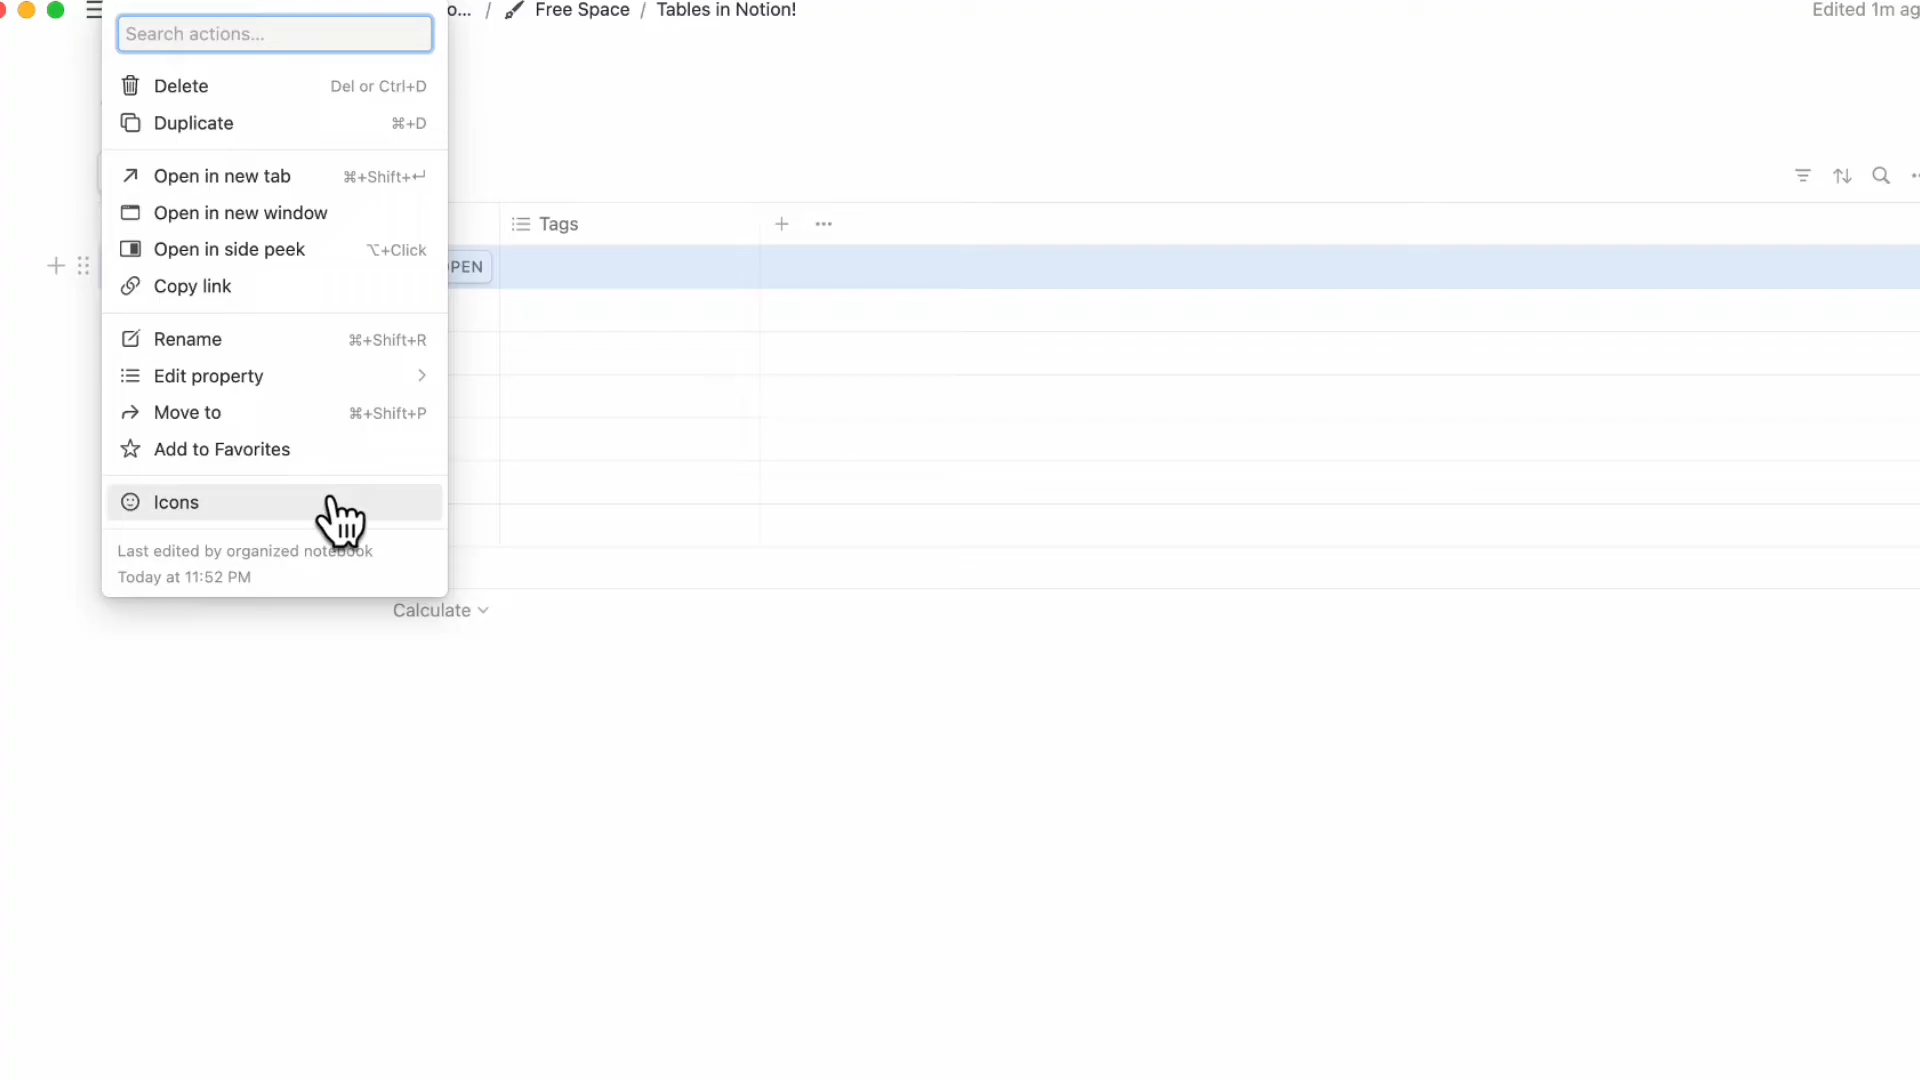 o... / Free Space / Tables in Notion!
Edited 1m ag
Search actions...
Delete Del or Ctrl+D
Duplicate ⌘+D
Open in new tab ⌘+Shift+↵
Open in new window
Open in side peek ⌥+Click
Copy link
Rename ⌘+Shift+R
Edit property
Move to ⌘+Shift+P
Add to Favorites
Icons
Last edited by organized notebook
Today at 11:52 PM
Tags
PEN
Calculate